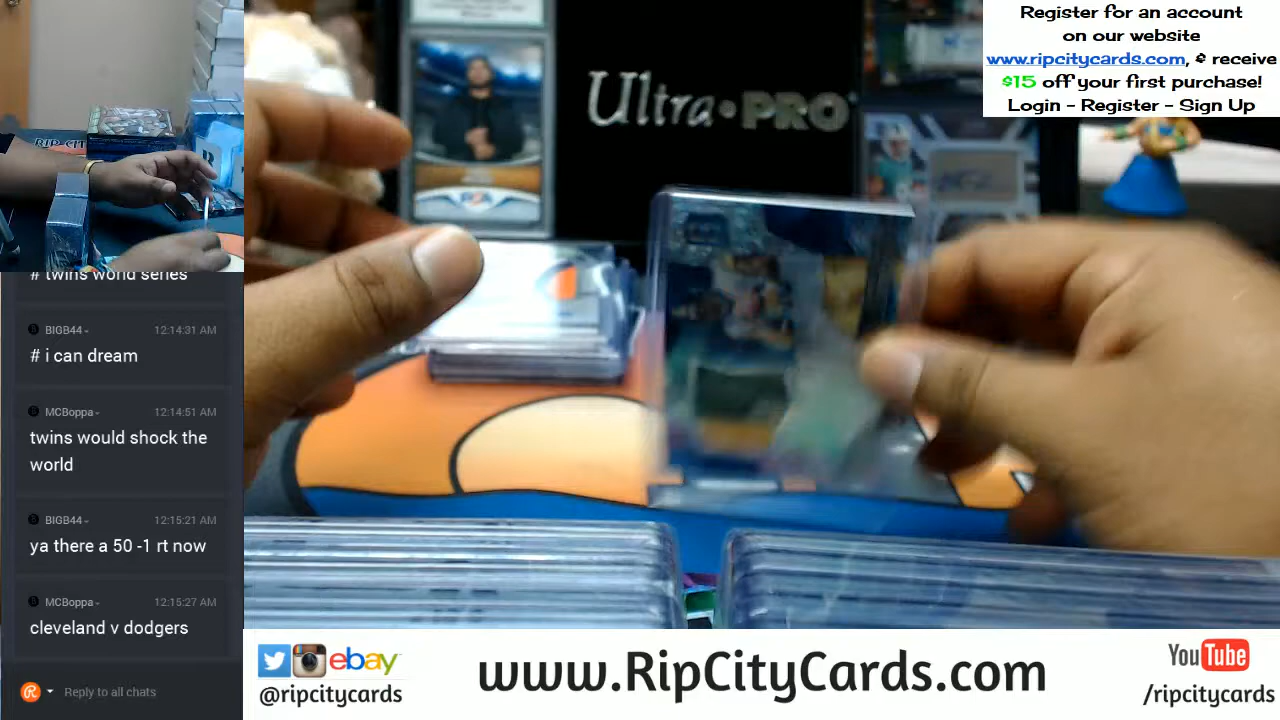 Register for an account
on our website
www.ripcitycards.com, & receive
$15 off your first purchase!
Login - Register - Sign Up
Ultra PRO
RIP CITY
# twins world series
BIGB44
12:14:31 AM
# i can dream
MCBoppa
12:14:51 AM
twins would shock the
world
BIGB44
12:15:21 AM
ya there a 50 -1 rt now
MCBoppa
12:15:27 AM
cleveland v dodgers
Reply to all chats
ebay
@ripcitycards
www.RipCityCards.com
YouTube
/ripcitycards